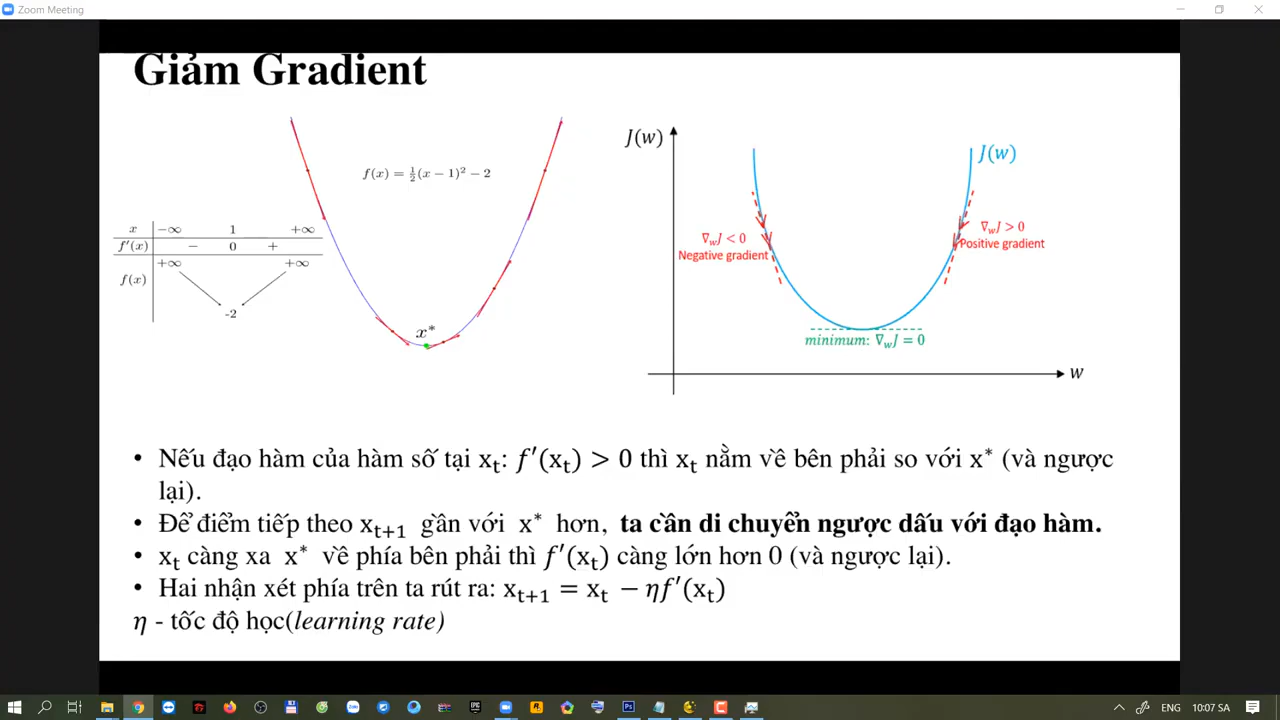 Zoom Meeting
Giảm Gradient
f(x) = ½(x − 1)² − 2
x −∞ 1 +∞
f′(x) − 0 +
+∞ +∞
f(x)
-2
x*
J(w)
J(w)
∇wJ < 0
Negative gradient
∇wJ > 0
Positive gradient
minimum: ∇wJ = 0
w
• Nếu đạo hàm của hàm số tại xₜ: f′(xₜ) > 0 thì xₜ nằm về bên phải so với x* (và ngược
lại).
• Để điểm tiếp theo xₜ₊₁ gần với x* hơn, ta cần di chuyển ngược dấu với đạo hàm.
• xₜ càng xa x* về phía bên phải thì f′(xₜ) càng lớn hơn 0 (và ngược lại).
• Hai nhận xét phía trên ta rút ra: xₜ₊₁ = xₜ − ηf′(xₜ)
η - tốc độ học(learning rate)
ENG 10:07 SA